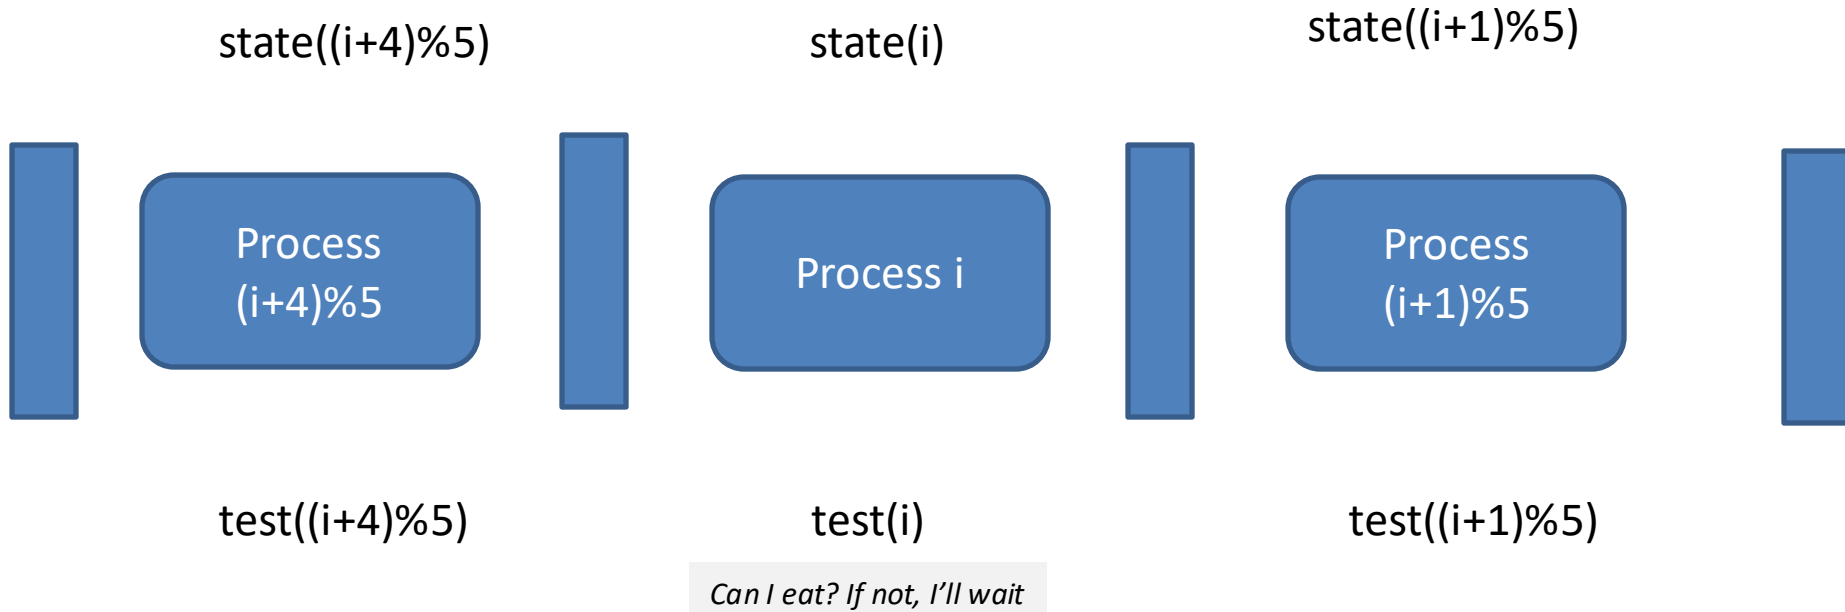 state((i+4)%5)
state(i)
state((i+1)%5)
Process
(i+4)%5
Process i
Process
(i+1)%5
test((i+4)%5)
test(i)
test((i+1)%5)
Can I eat? If not, I’ll wait